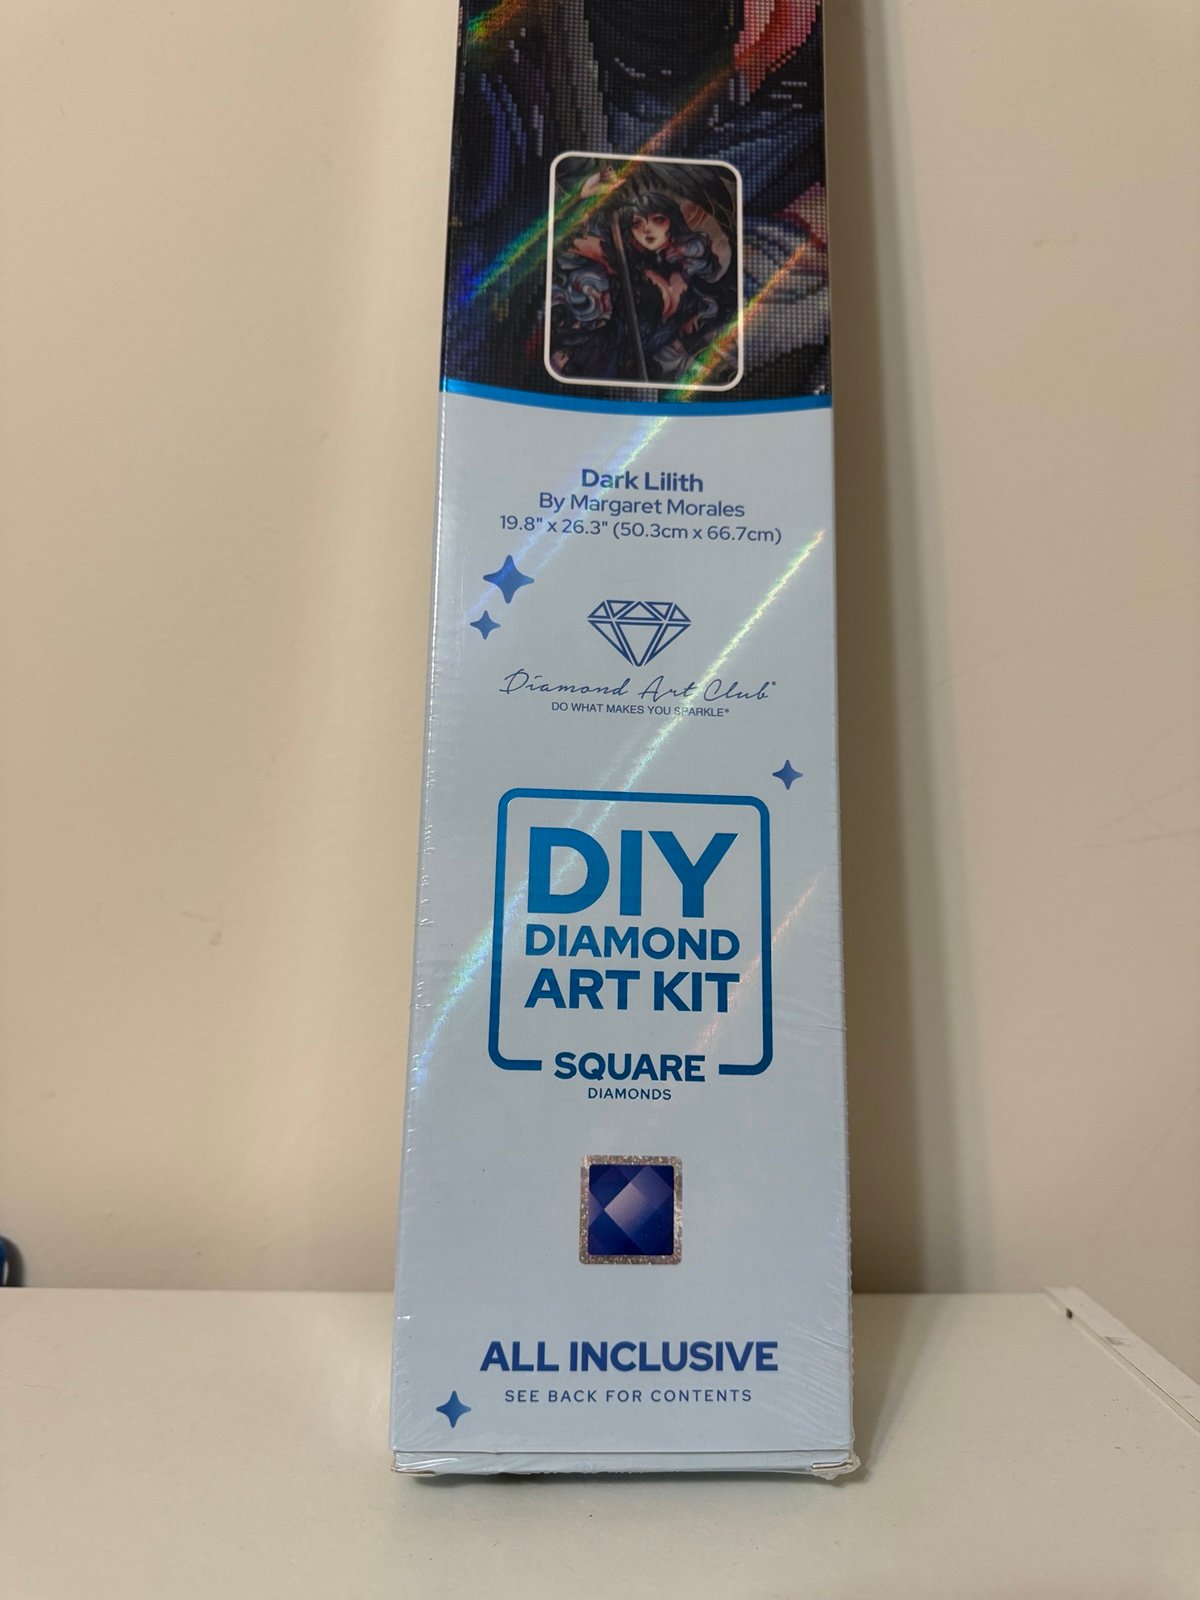 Dark Lilith
By Margaret Morales
19.8" x 26.3" (50.3cm x 66.7cm)
Diamond Art Club®
DO WHAT MAKES YOU SPARKLE®
DIY
DIAMOND
ART KIT
SQUARE
DIAMONDS
ALL INCLUSIVE
SEE BACK FOR CONTENTS